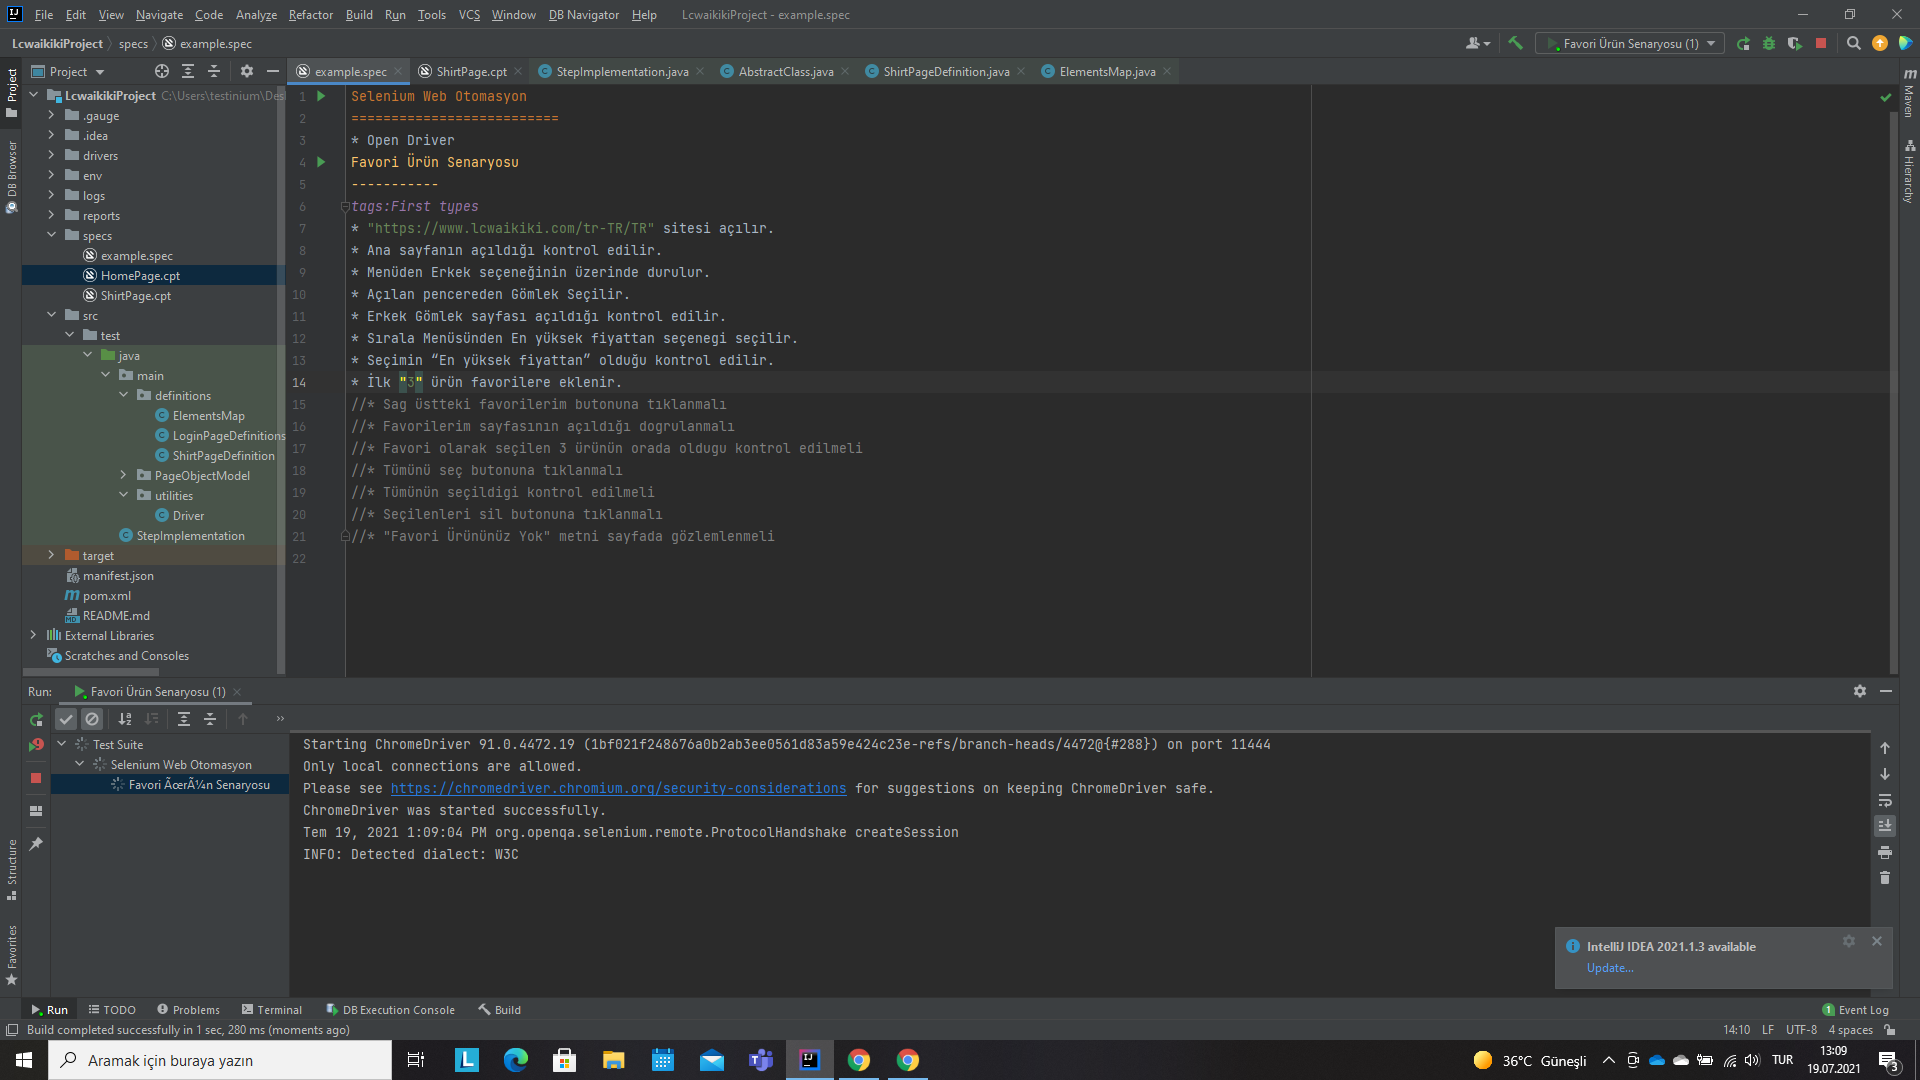 File Edit View Navigate Code Analyze Refactor Build Run Tools VCS Window DB Navigator Help LcwaikikiProject - example.spec
LcwaikikiProject specs example.spec
Favori Ürün Senaryosu (1)
Project
example.spec ShirtPage.cpt StepImplementation.java AbstractClass.java ShirtPageDefinition.java ElementsMap.java
Project
DB Browser
Structure
Favorites
Maven
Hierarchy
LcwaikikiProject C:\Users\testinium\Des
.gauge
.idea
drivers
env
logs
reports
specs
example.spec
HomePage.cpt
ShirtPage.cpt
src
test
java
main
definitions
ElementsMap
LoginPageDefinitions
ShirtPageDefinition
PageObjectModel
utilities
Driver
StepImplementation
target
manifest.json
pom.xml
README.md
External Libraries
Scratches and Consoles
1 Selenium Web Otomasyon
2 ==========================
3 * Open Driver
4 Favori Ürün Senaryosu
5 -----------
6 tags:First types
7 * "https://www.lcwaikiki.com/tr-TR/TR" sitesi açılır.
8 * Ana sayfanın açıldığı kontrol edilir.
9 * Menüden Erkek seçeneğinin üzerinde durulur.
10 * Açılan pencereden Gömlek Seçilir.
11 * Erkek Gömlek sayfası açıldığı kontrol edilir.
12 * Sırala Menüsünden En yüksek fiyattan seçenegi seçilir.
13 * Seçimin “En yüksek fiyattan” olduğu kontrol edilir.
14 * İlk "3" ürün favorilere eklenir.
15 //* Sag üstteki favorilerim butonuna tıklanmalı
16 //* Favorilerim sayfasının açıldığı dogrulanmalı
17 //* Favori olarak seçilen 3 ürünün orada oldugu kontrol edilmeli
18 //* Tümünü seç butonuna tıklanmalı
19 //* Tümünün seçildigi kontrol edilmeli
20 //* Seçilenleri sil butonuna tıklanmalı
21 //* "Favori Ürününüz Yok" metni sayfada gözlemlenmeli
22
Run: Favori Ürün Senaryosu (1)
Test Suite
Selenium Web Otomasyon
Favori ÃœrÃ¼n Senaryosu
Starting ChromeDriver 91.0.4472.19 (1bf021f248676a0b2ab3ee0561d83a59e424c23e-refs/branch-heads/4472@{#288}) on port 11444
Only local connections are allowed.
Please see https://chromedriver.chromium.org/security-considerations for suggestions on keeping ChromeDriver safe.
ChromeDriver was started successfully.
Tem 19, 2021 1:09:04 PM org.openqa.selenium.remote.ProtocolHandshake createSession
INFO: Detected dialect: W3C
IntelliJ IDEA 2021.1.3 available
Update...
Run TODO Problems Terminal DB Execution Console Build 1 Event Log
Build completed successfully in 1 sec, 280 ms (moments ago) 14:10 LF UTF-8 4 spaces
Aramak için buraya yazın
36°C Güneşli TUR 13:09
19.07.2021 3